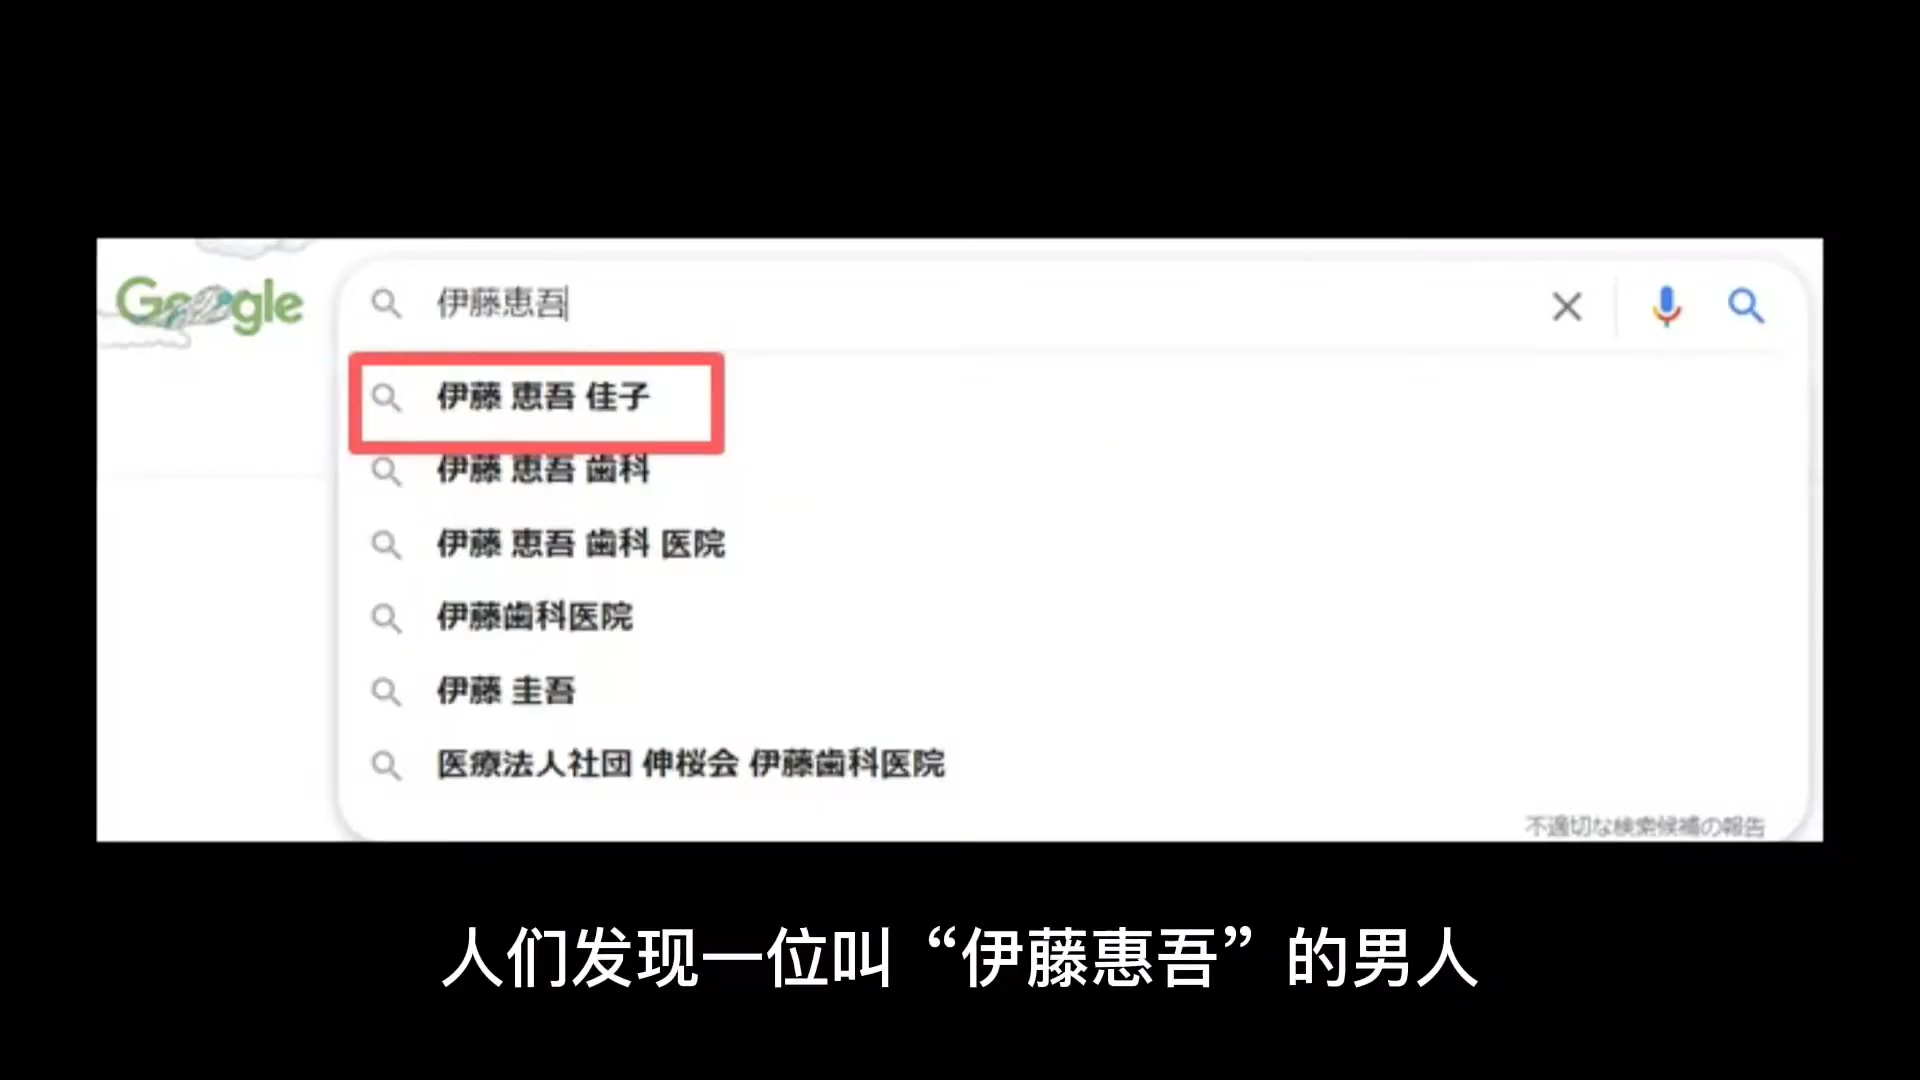 Google
伊藤恵吾
伊藤 恵吾 佳子
伊藤 恵吾 歯科
伊藤 恵吾 歯科 医院
伊藤歯科医院
伊藤 圭吾
医療法人社団 伸桜会 伊藤歯科医院
不適切な検索候補の報告
人们发现一位叫“伊藤惠吾”的男人